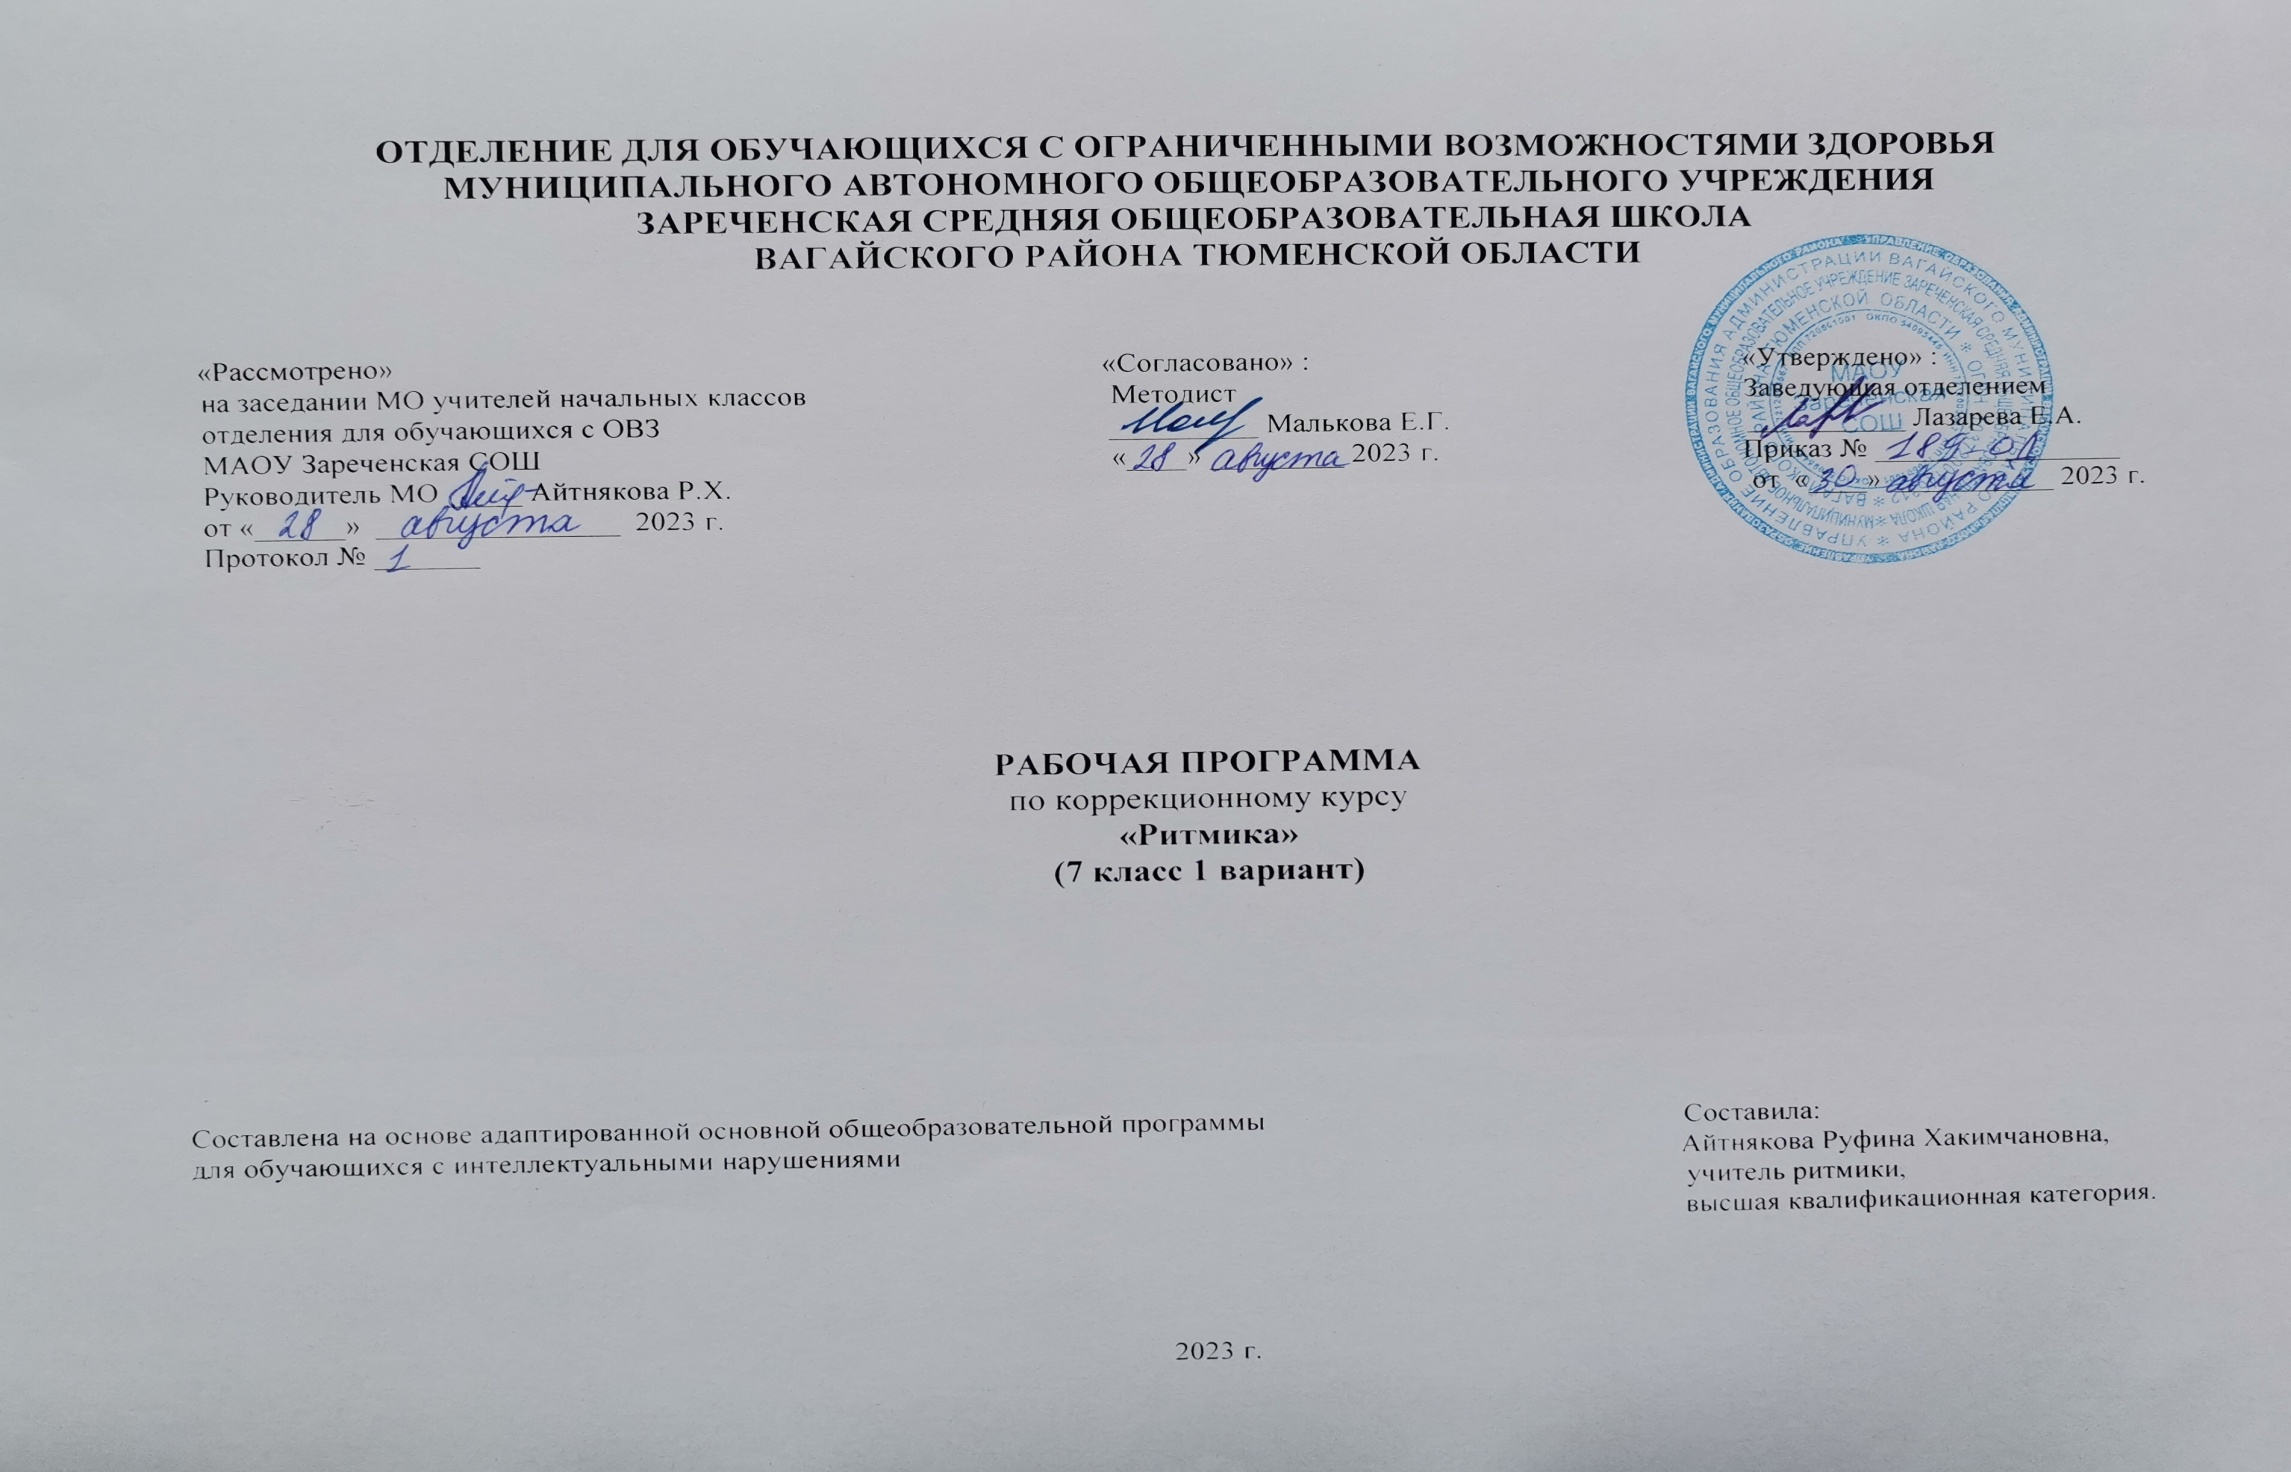 ОТДЕЛЕНИЕ ДЛЯ ОБУЧАЮЩИХСЯ С ОГРАНИЧЕННЫМИ ВОЗМОЖНОСТЯМИ ЗДОРОВЬЯ
МУНИЦИПАЛЬНОГО АВТОНОМНОГО ОБЩЕОБРАЗОВАТЕЛЬНОГО УЧРЕЖДЕНИЯ
ЗАРЕЧЕНСКАЯ СРЕДНЯЯ ОБЩЕОБРАЗОВАТЕЛЬНАЯ ШКОЛА
ВАГАЙСКОГО РАЙОНА ТЮМЕНСКОЙ ОБЛАСТИ
«Рассмотрено»
на заседании МО учителей начальных классов
отделения для обучающихся с ОВЗ
МАОУ Зареченская СОШ
Руководитель МО Айтнякова Р.Х.
от « 28 » августа 2023 г.
Протокол № 1
«Согласовано» :
Методист
Малькова Е.Г.
« 28 » августа 2023 г.
«Утверждено» :
Заведующая отделением
Лазарева Е.А.
Приказ № 189-ОД
от « 30 » августа 2023 г.
МАОУ
Зареченская
СОШ
РАБОЧАЯ ПРОГРАММА
по коррекционному курсу
«Ритмика»
(7 класс 1 вариант)
Составлена на основе адаптированной основной общеобразовательной программы
для обучающихся с интеллектуальными нарушениями
Составила:
Айтнякова Руфина Хакимчановна,
учитель ритмики,
высшая квалификационная категория.
2023 г.